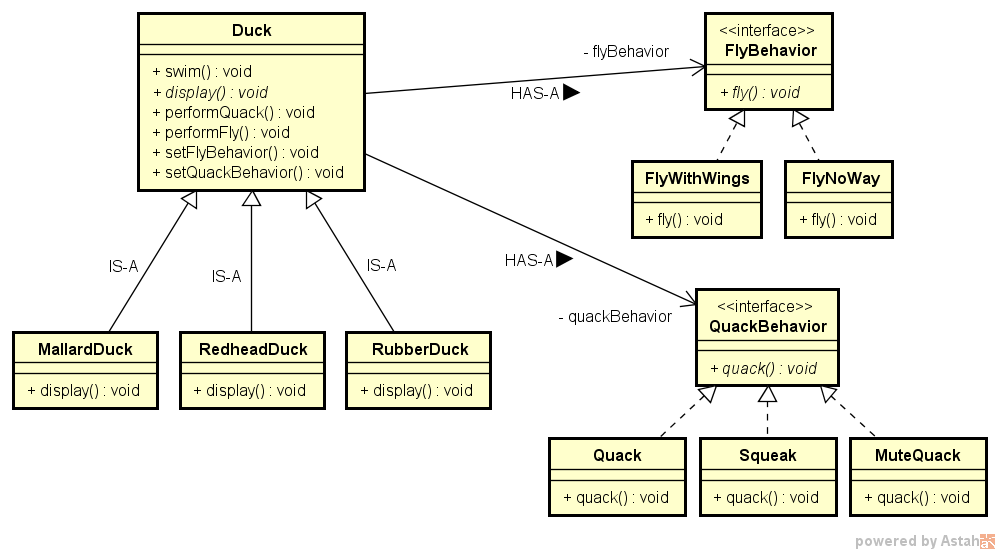 Duck
+ swim() : void
+ display() : void
+ performQuack() : void
+ performFly() : void
+ setFlyBehavior() : void
+ setQuackBehavior() : void
- flyBehavior
HAS-A
<<interface>>
FlyBehavior
+ fly() : void
FlyWithWings
+ fly() : void
FlyNoWay
+ fly() : void
HAS-A
- quackBehavior
<<interface>>
QuackBehavior
+ quack() : void
IS-A
IS-A
IS-A
MallardDuck
+ display() : void
RedheadDuck
+ display() : void
RubberDuck
+ display() : void
Quack
+ quack() : void
Squeak
+ quack() : void
MuteQuack
+ quack() : void
powered by Astah